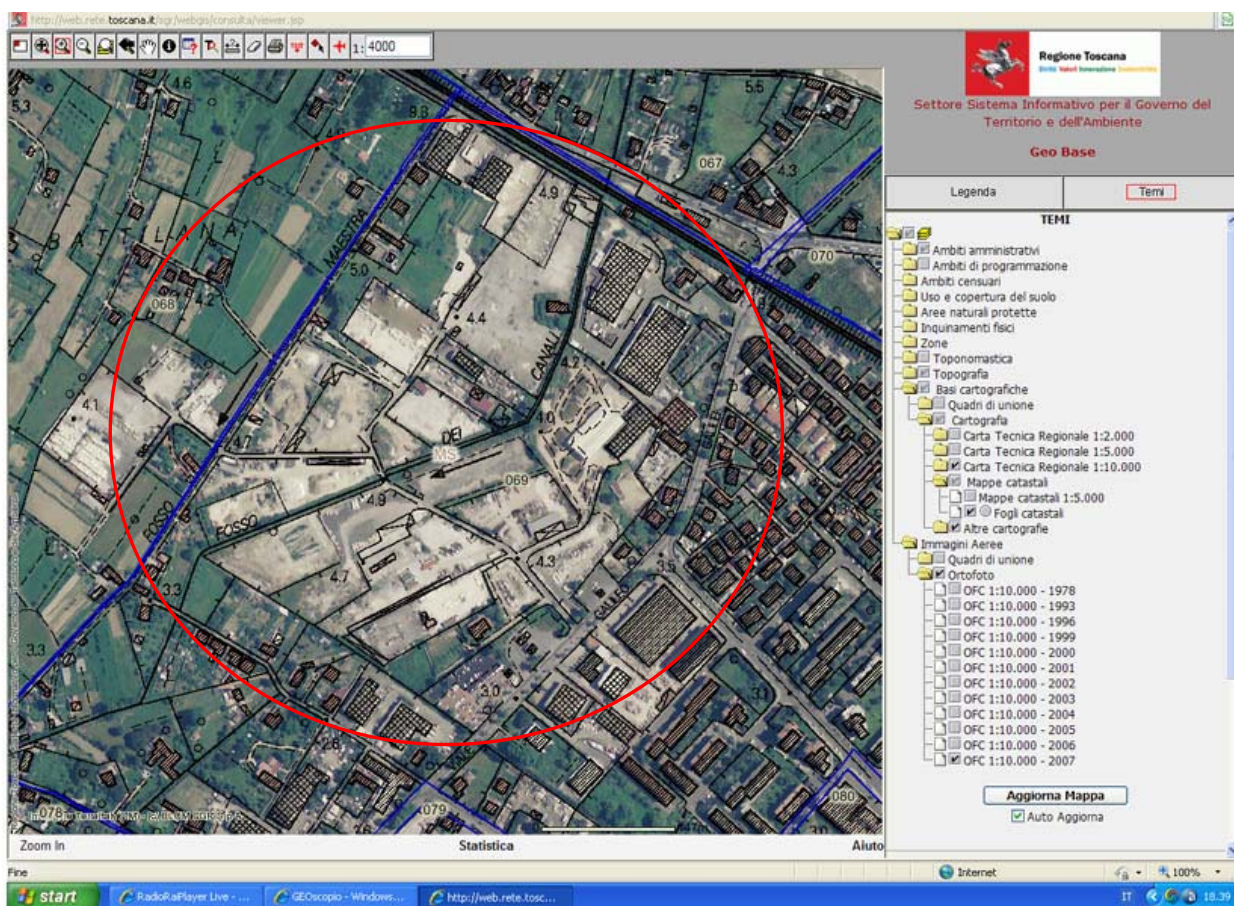 http://web.rete.toscana.it/sgr/webgis/consulta/viewer.jsp
1: 4000
Regione Toscana
Diritti Valori Innovazione Sostenibilità
Settore Sistema Informativo per il Governo del
Territorio e dell'Ambiente
Geo Base
Legenda
Temi
TEMI
Ambiti amministrativi
Ambiti di programmazione
Ambiti censuari
Uso e copertura del suolo
Aree naturali protette
Inquinamenti fisici
Zone
Toponomastica
Topografia
Basi cartografiche
Quadri di unione
Cartografia
Carta Tecnica Regionale 1:2.000
Carta Tecnica Regionale 1:5.000
Carta Tecnica Regionale 1:10.000
Mappe catastali
Mappe catastali 1:5.000
Fogli catastali
Altre cartografie
Immagini Aeree
Quadri di unione
Ortofoto
OFC 1:10.000 - 1978
OFC 1:10.000 - 1993
OFC 1:10.000 - 1996
OFC 1:10.000 - 1999
OFC 1:10.000 - 2000
OFC 1:10.000 - 2001
OFC 1:10.000 - 2002
OFC 1:10.000 - 2003
OFC 1:10.000 - 2004
OFC 1:10.000 - 2005
OFC 1:10.000 - 2006
OFC 1:10.000 - 2007
Aggiorna Mappa
Auto Aggiorna
4.6
5.3
9.8
5.5
067
4.3
4.9
BATTILANA
MAESTRA
5.0
070
068
4.2
4.4
CANALI
4.2
4.1
4.7
4.0
DEI
MS
069
4.9
FOSSO
FOSSO
4.3
4.7
3.5
3.3
3.3
3.0
3.1
2.6
078
079
080
3.0
Zoom In
Statistica
Aiuto
Fine
Internet
100%
start
RadioRaiPlayer Live - ...
GEOscopio - Windows...
http://web.rete.tosc...
IT
18.39